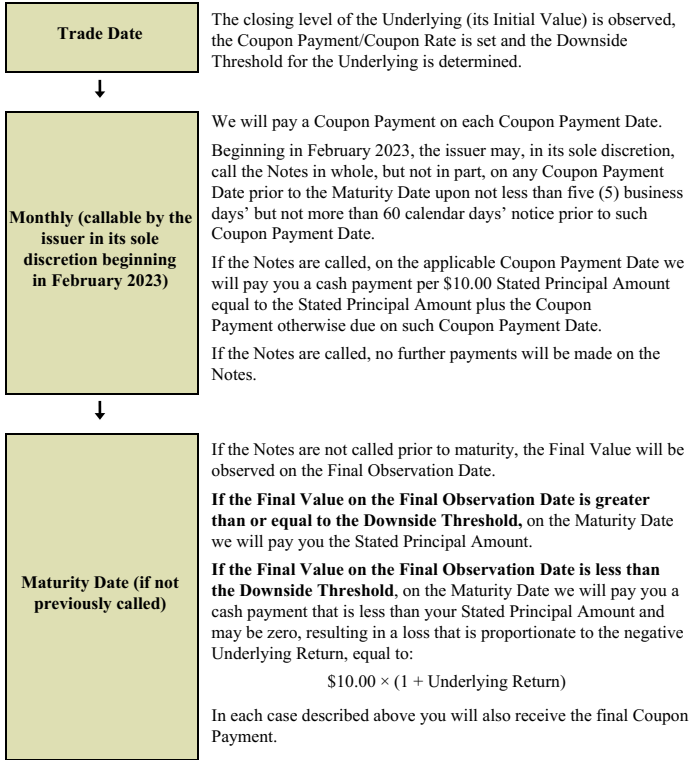 Trade Date
The closing level of the Underlying (its Initial Value) is observed,
the Coupon Payment/Coupon Rate is set and the Downside
Threshold for the Underlying is determined.
Monthly (callable by the
issuer in its sole
discretion beginning
in February 2023)
We will pay a Coupon Payment on each Coupon Payment Date.
Beginning in February 2023, the issuer may, in its sole discretion,
call the Notes in whole, but not in part, on any Coupon Payment
Date prior to the Maturity Date upon not less than five (5) business
days’ but not more than 60 calendar days’ notice prior to such
Coupon Payment Date.
If the Notes are called, on the applicable Coupon Payment Date we
will pay you a cash payment per $10.00 Stated Principal Amount
equal to the Stated Principal Amount plus the Coupon
Payment otherwise due on such Coupon Payment Date.
If the Notes are called, no further payments will be made on the
Notes.
Maturity Date (if not
previously called)
If the Notes are not called prior to maturity, the Final Value will be
observed on the Final Observation Date.
If the Final Value on the Final Observation Date is greater
than or equal to the Downside Threshold, on the Maturity Date
we will pay you the Stated Principal Amount.
If the Final Value on the Final Observation Date is less than
the Downside Threshold, on the Maturity Date we will pay you a
cash payment that is less than your Stated Principal Amount and
may be zero, resulting in a loss that is proportionate to the negative
Underlying Return, equal to:
$10.00 × (1 + Underlying Return)
In each case described above you will also receive the final Coupon
Payment.